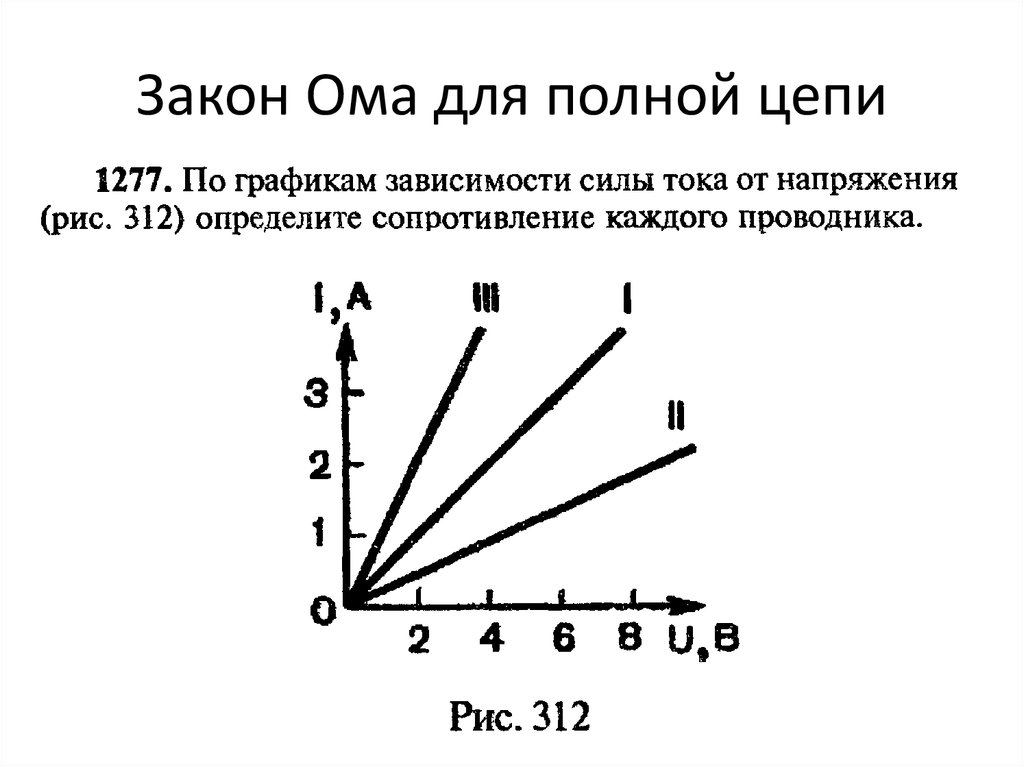 Закон Ома для полной цепи
1277. По графикам зависимости силы тока от напряжения
(рис. 312) определите сопротивление каждого проводника.
I,A III I
3
II
2
1
0
2 4 6 8 U,В
Рис. 312